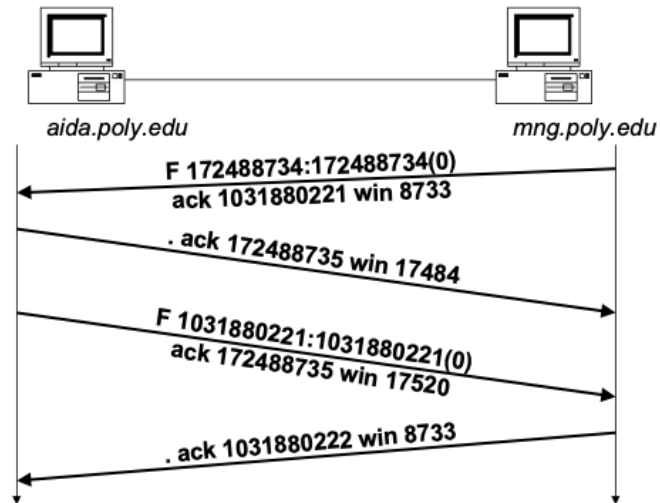 aida.poly.edu
mng.poly.edu
F 172488734:172488734(0)
ack 1031880221 win 8733
. ack 172488735 win 17484
F 1031880221:1031880221(0)
ack 172488735 win 17520
. ack 1031880222 win 8733